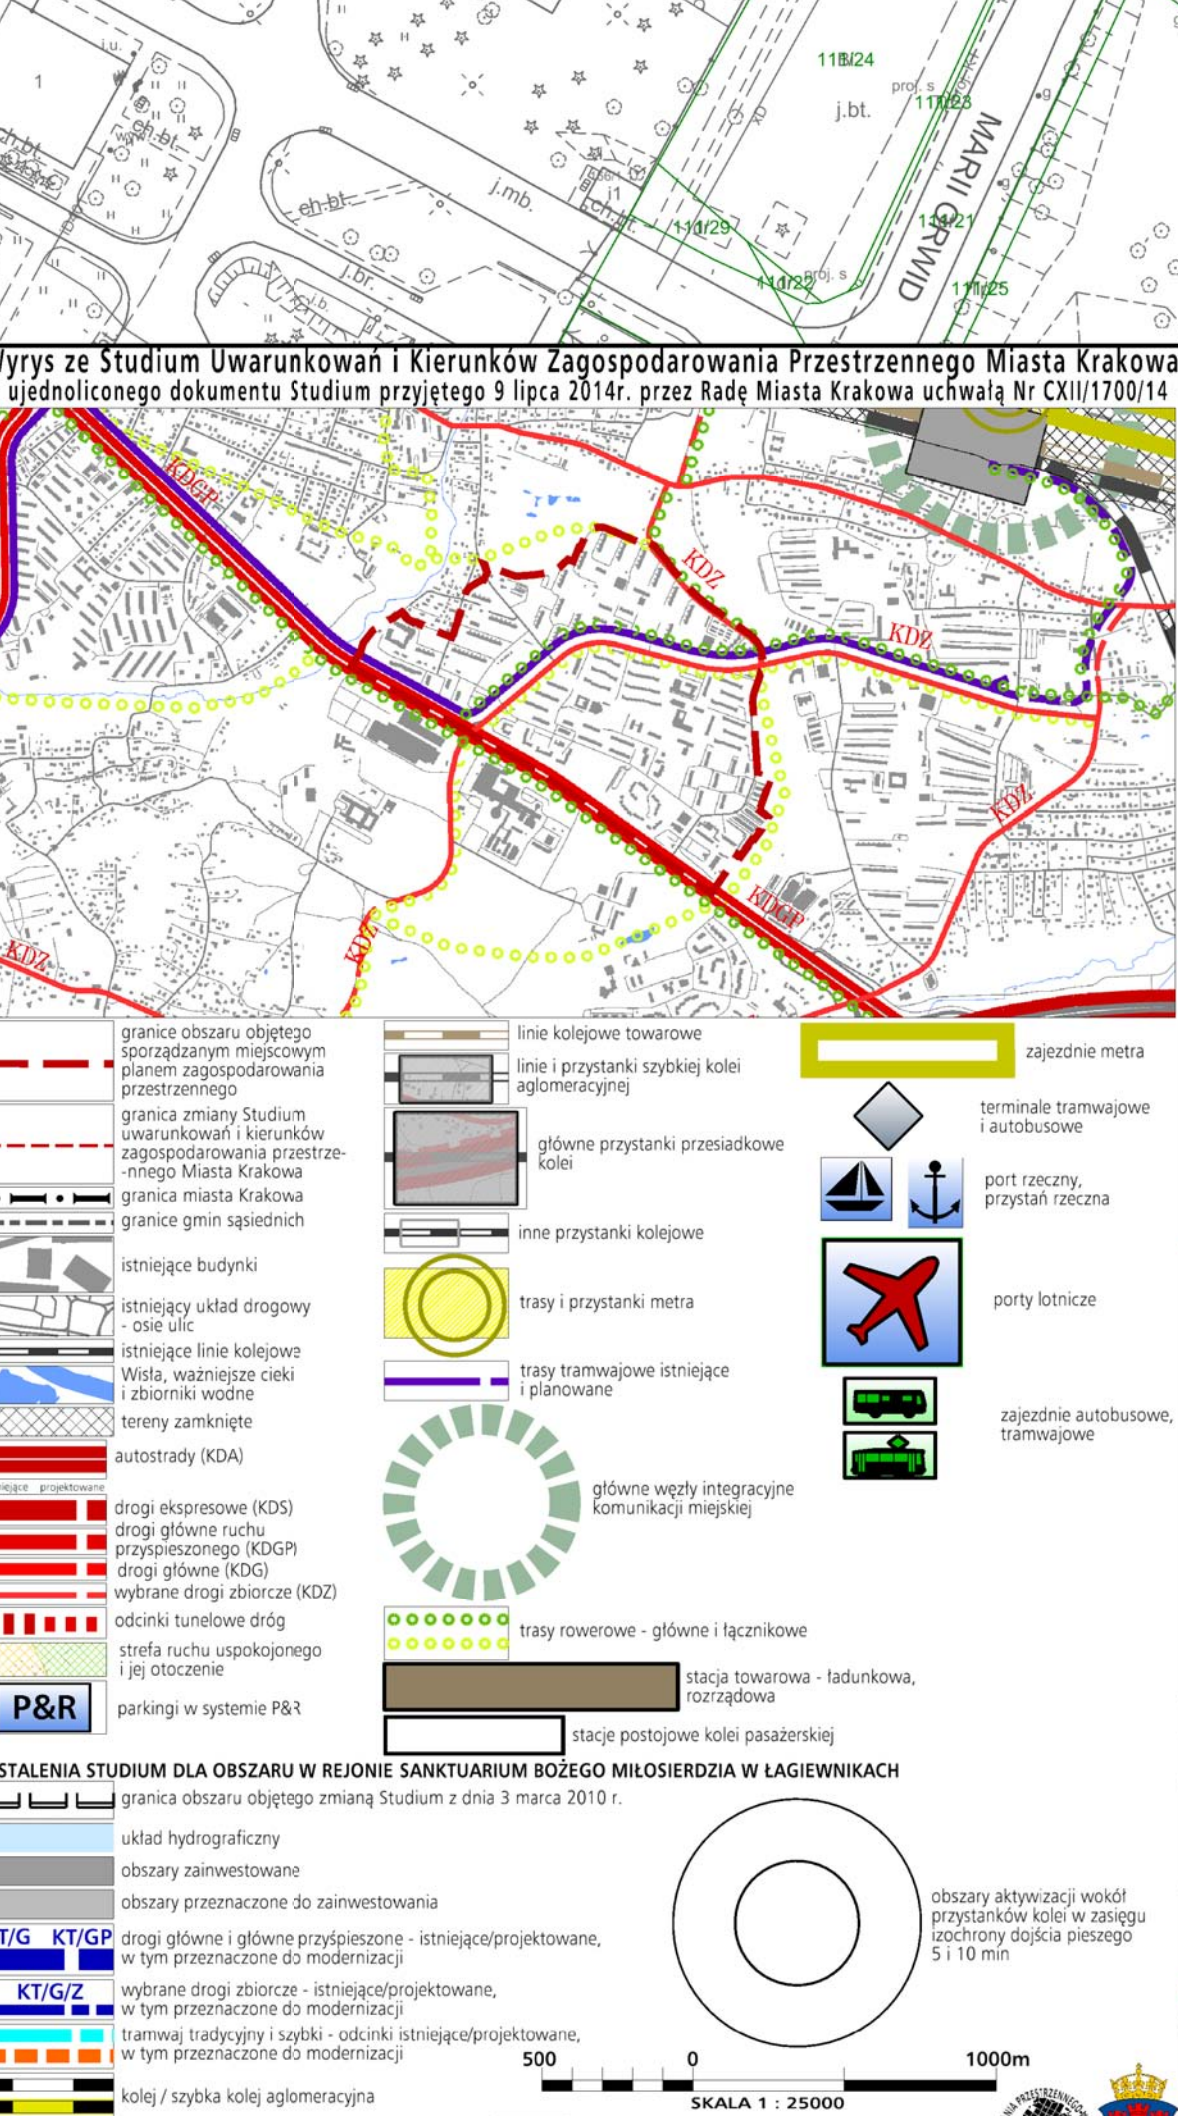 j.u.
1
ch.bt.
ch.bt.
111/24
j.bt.
proj. s
111/23
g
MARII GRWID
g
j.mb.
i1
ch.bt.
j.br.
j.b.
111/29
111/21
111/22
proj. s
111/25
Wyrys ze Studium Uwarunkowań i Kierunków Zagospodarowania Przestrzennego Miasta Krakowa
ujednoliconego dokumentu Studium przyjętego 9 lipca 2014r. przez Radę Miasta Krakowa uchwałą Nr CXII/1700/14
KDGP
KDZ
KDZ
KDZ
KDGP
KDZ
KDZ
granice obszaru objętego
sporządzanym miejscowym
planem zagospodarowania
przestrzennego
granica zmiany Studium
uwarunkowań i kierunków
zagospodarowania przestrze-
-nnego Miasta Krakowa
granica miasta Krakowa
granice gmin sąsiednich
istniejące budynki
istniejący układ drogowy
- osie ulic
istniejące linie kolejowe
Wisła, ważniejsze cieki
i zbiorniki wodne
tereny zamknięte
autostrady (KDA)
niejące projektowane
drogi ekspresowe (KDS)
drogi główne ruchu
przyspieszonego (KDGP)
drogi główne (KDG)
wybrane drogi zbiorcze (KDZ)
odcinki tunelowe dróg
strefa ruchu uspokojonego
i jej otoczenie
P&R parkingi w systemie P&R
linie kolejowe towarowe
linie i przystanki szybkiej kolei
aglomeracyjnej
główne przystanki przesiadkowe
kolei
inne przystanki kolejowe
trasy i przystanki metra
trasy tramwajowe istniejące
i planowane
główne węzły integracyjne
komunikacji miejskiej
trasy rowerowe - główne i łącznikowe
stacja towarowa - ładunkowa,
rozrządowa
stacje postojowe kolei pasażerskiej
zajezdnie metra
terminale tramwajowe
i autobusowe
port rzeczny,
przystań rzeczna
porty lotnicze
zajezdnie autobusowe,
tramwajowe
STALENIA STUDIUM DLA OBSZARU W REJONIE SANKTUARIUM BOŻEGO MIŁOSIERDZIA W ŁAGIEWNIKACH
granica obszaru objętego zmianą Studium z dnia 3 marca 2010 r.
układ hydrograficzny
obszary zainwestowane
obszary przeznaczone do zainwestowania
T/G KT/GP drogi główne i główne przyśpieszone - istniejące/projektowane,
w tym przeznaczone do modernizacji
KT/G/Z wybrane drogi zbiorcze - istniejące/projektowane,
w tym przeznaczone do modernizacji
tramwaj tradycyjny i szybki - odcinki istniejące/projektowane,
w tym przeznaczone do modernizacji
kolej / szybka kolej aglomeracyjna
obszary aktywizacji wokół
przystanków kolei w zasięgu
izochrony dojścia pieszego
5 i 10 min
500 0 1000m
SKALA 1 : 25000